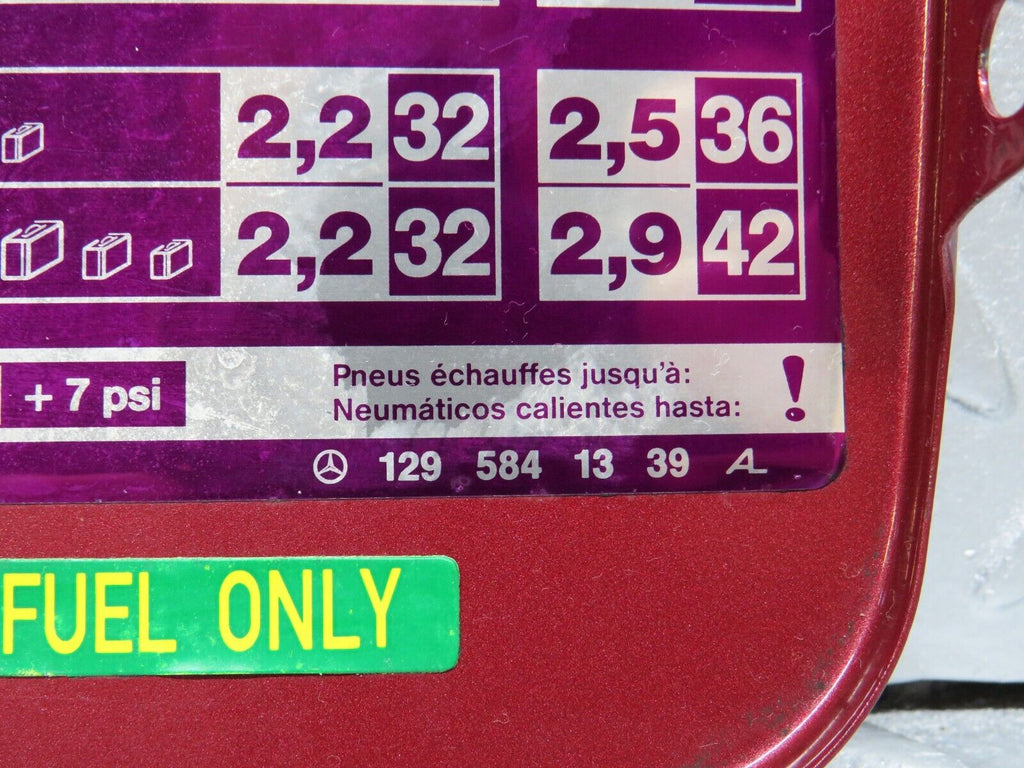 2,2 32 2,5 36
2,2 32 2,9 42
+ 7 psi
Pneus échauffes jusqu'à:
Neumáticos calientes hasta: !
129 584 13 39
FUEL ONLY